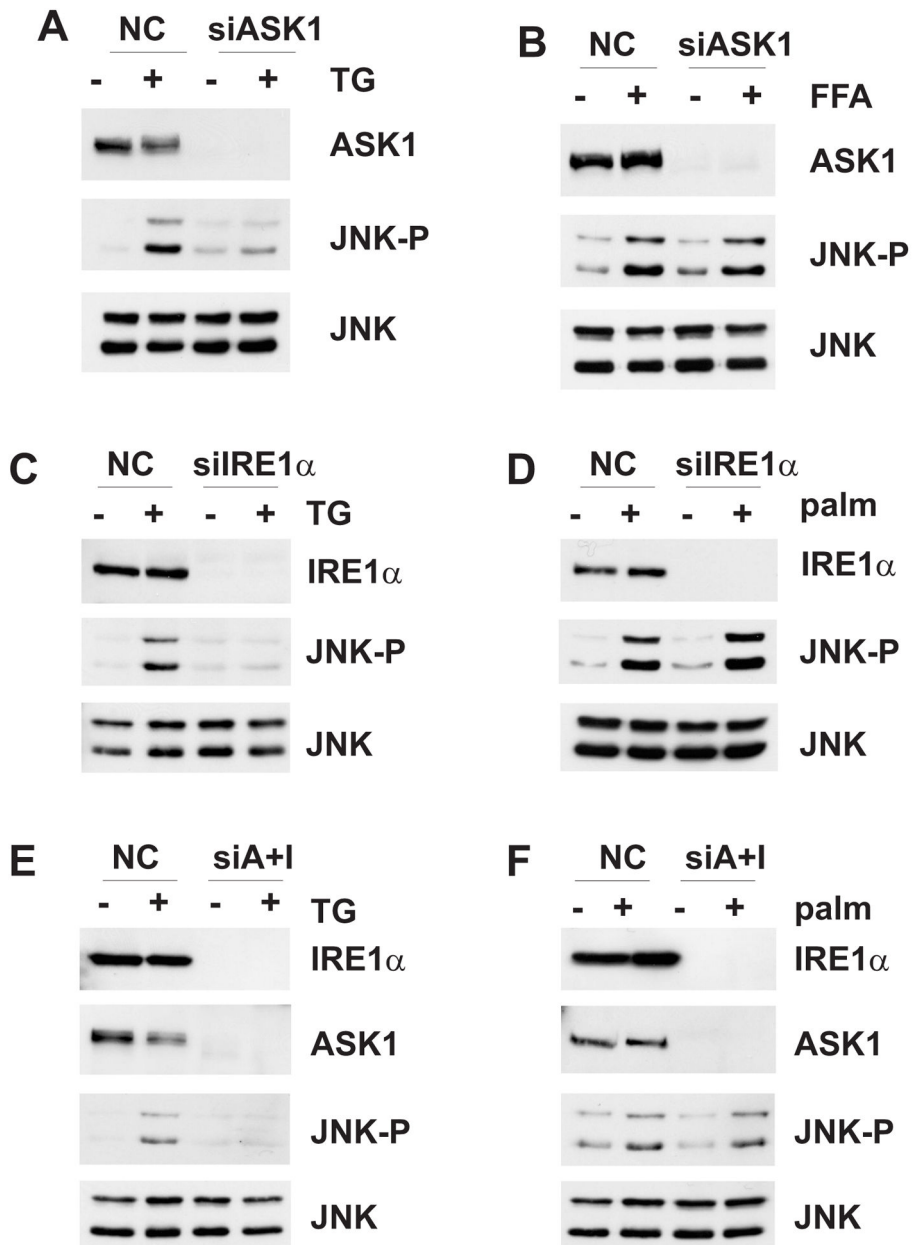 A
NC siASK1
- + - + TG
ASK1
JNK-P
JNK
B
NC siASK1
- + - + FFA
ASK1
JNK-P
JNK
C
NC siIRE1α
- + - + TG
IRE1α
JNK-P
JNK
D
NC siIRE1α
- + - + palm
IRE1α
JNK-P
JNK
E
NC siA+I
- + - + TG
IRE1α
ASK1
JNK-P
JNK
F
NC siA+I
- + - + palm
IRE1α
ASK1
JNK-P
JNK